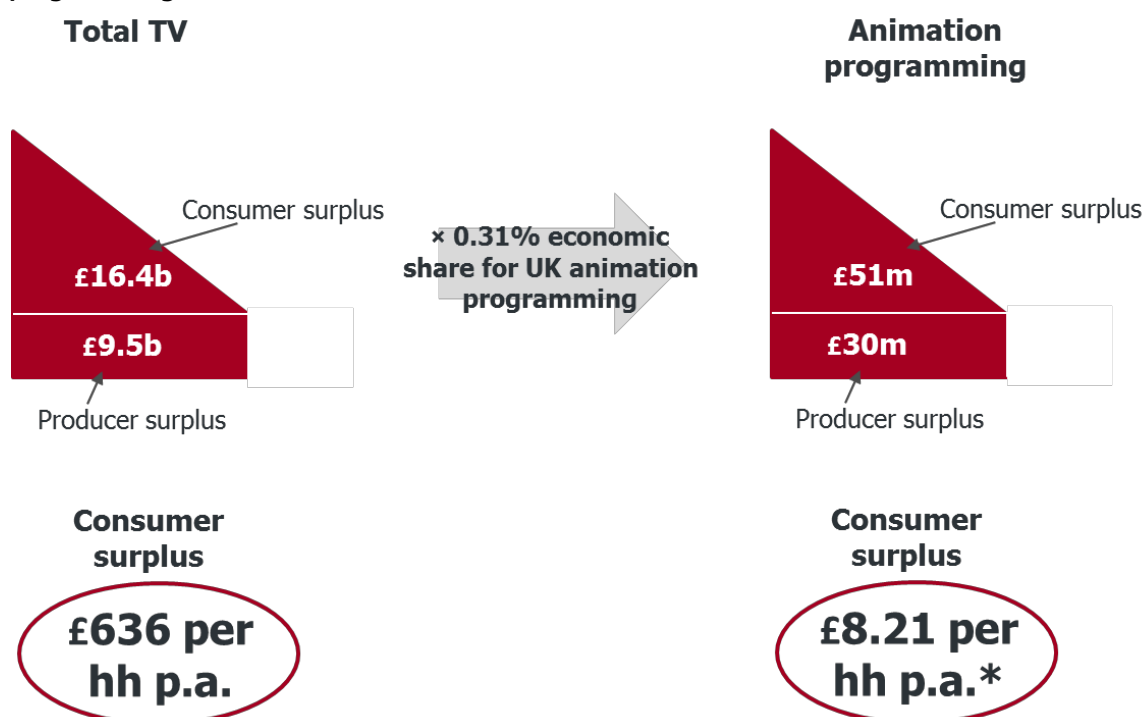 Total TV
Animation
programming
Consumer surplus
£16.4b
£9.5b
Producer surplus
× 0.31% economic
share for UK animation
programming
Consumer surplus
£51m
£30m
Producer surplus
Consumer
surplus
£636 per
hh p.a.
Consumer
surplus
£8.21 per
hh p.a.*